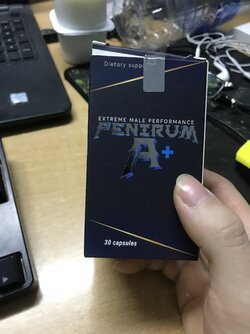 Dietary supp
EXTREME MALE PERFORMANCE
PENIRUM
A+
30 capsules